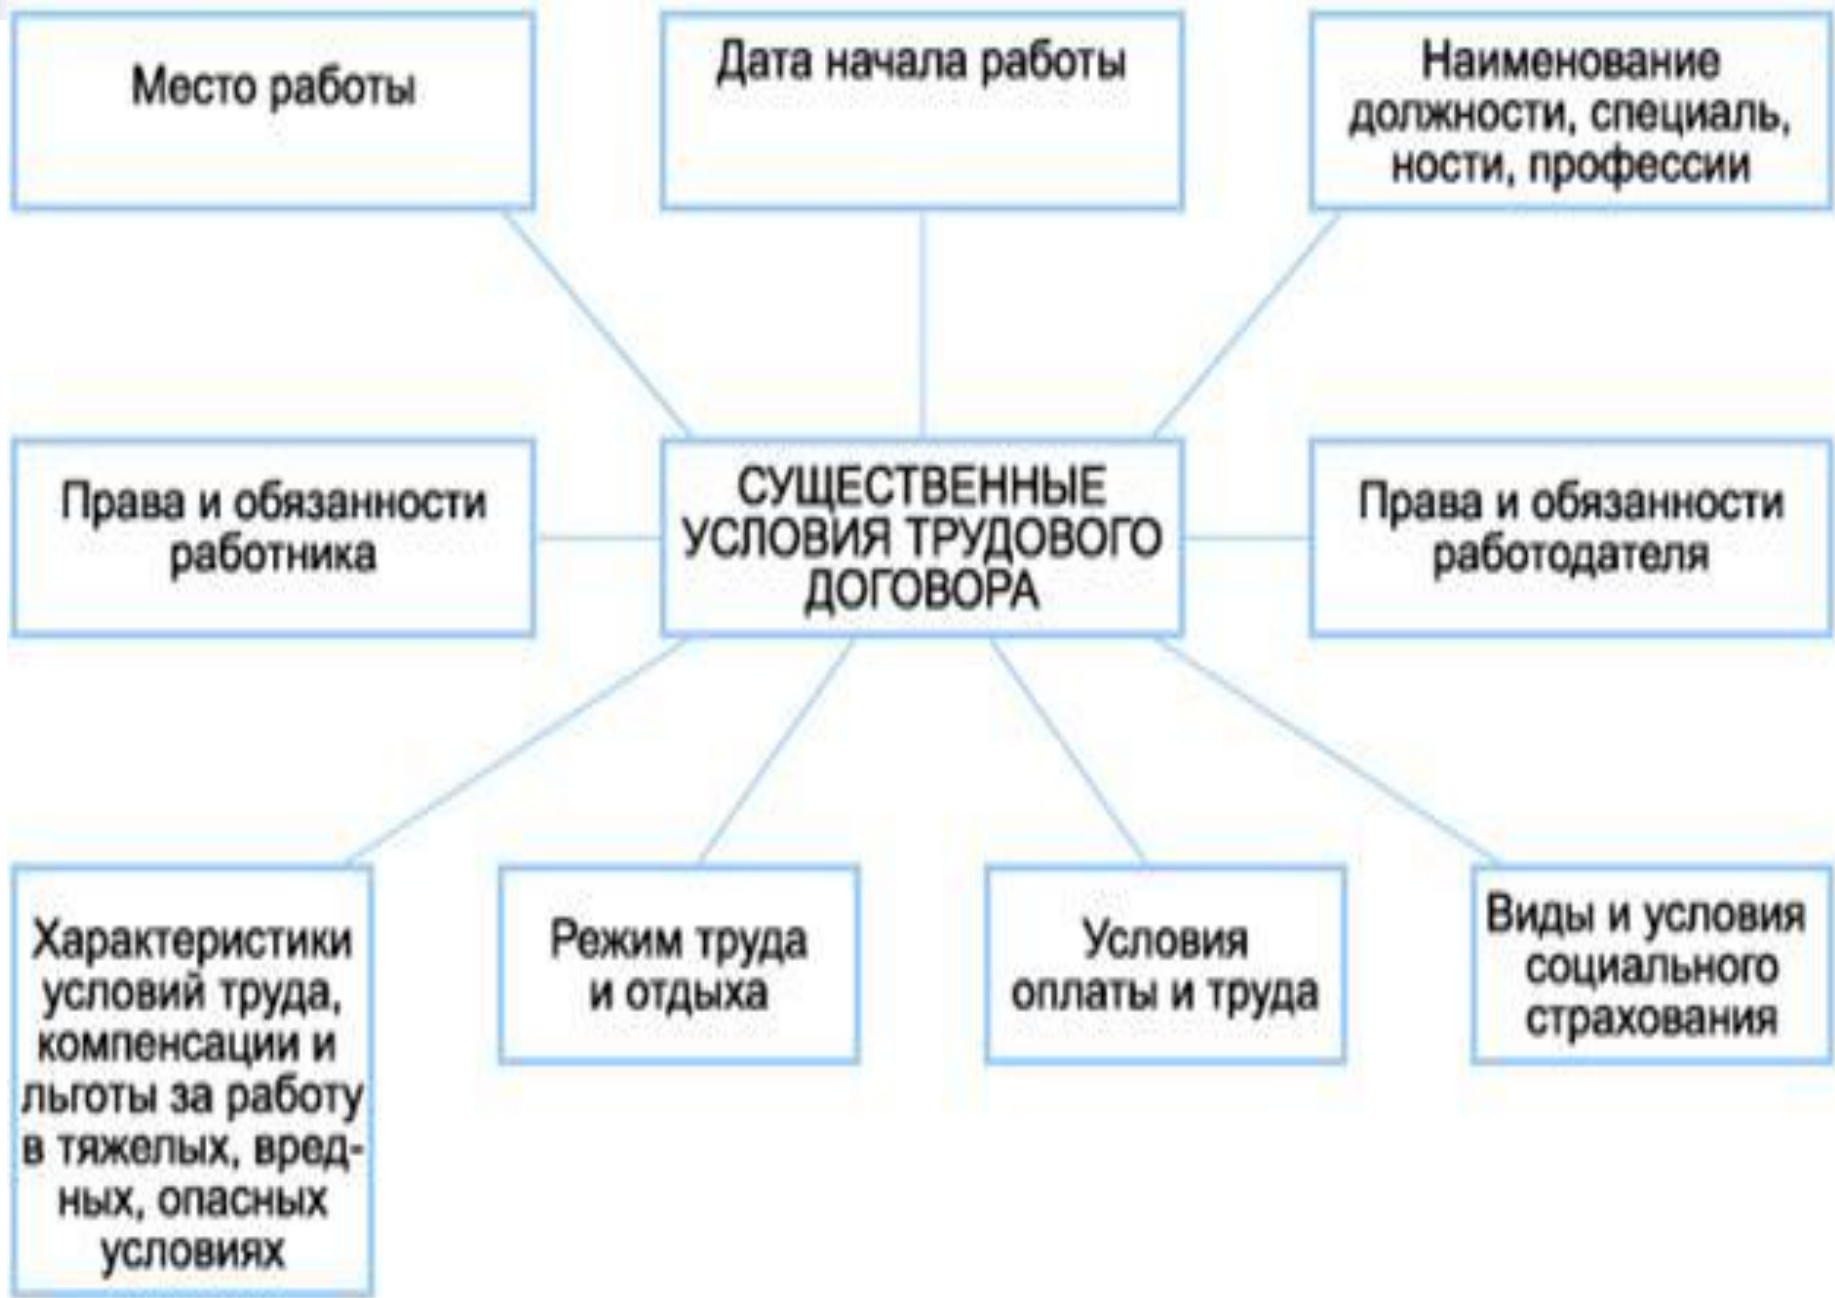 Место работы
Дата начала работы
Наименование
должности, специаль,
ности, профессии
Права и обязанности
работника
СУЩЕСТВЕННЫЕ
УСЛОВИЯ ТРУДОВОГО
ДОГОВОРА
Права и обязанности
работодателя
Характеристики
условий труда,
компенсации и
льготы за работу
в тяжелых, вред-
ных, опасных
условиях
Режим труда
и отдыха
Условия
оплаты и труда
Виды и условия
социального
страхования